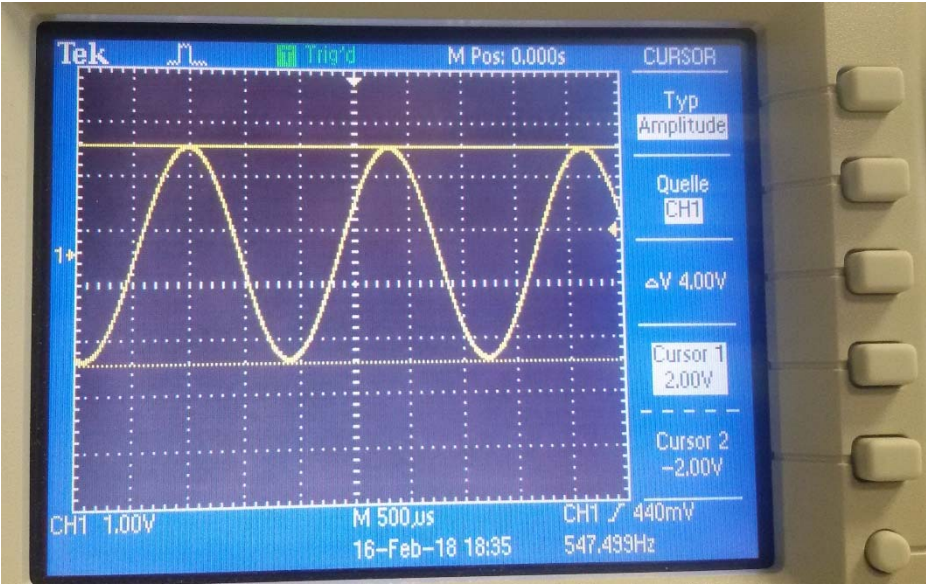 Tek T Trig'd M Pos: 0.000s CURSOR
Typ
Amplitude
Quelle
CH1
1
△V 4.00V
Cursor 1
2.00V
Cursor 2
-2.00V
CH1 1.00V M 500µs CH1 440mV
16-Feb-18 18:35 547.499Hz